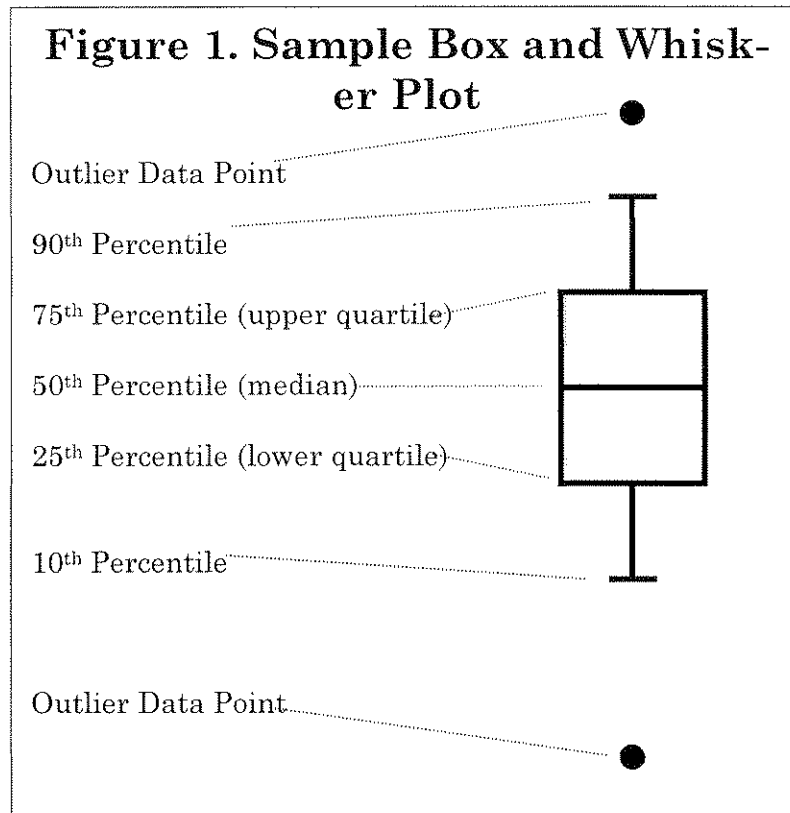 Figure 1. Sample Box and Whisk-
er Plot
Outlier Data Point
90th Percentile
75th Percentile (upper quartile)
50th Percentile (median)
25th Percentile (lower quartile)
10th Percentile
Outlier Data Point